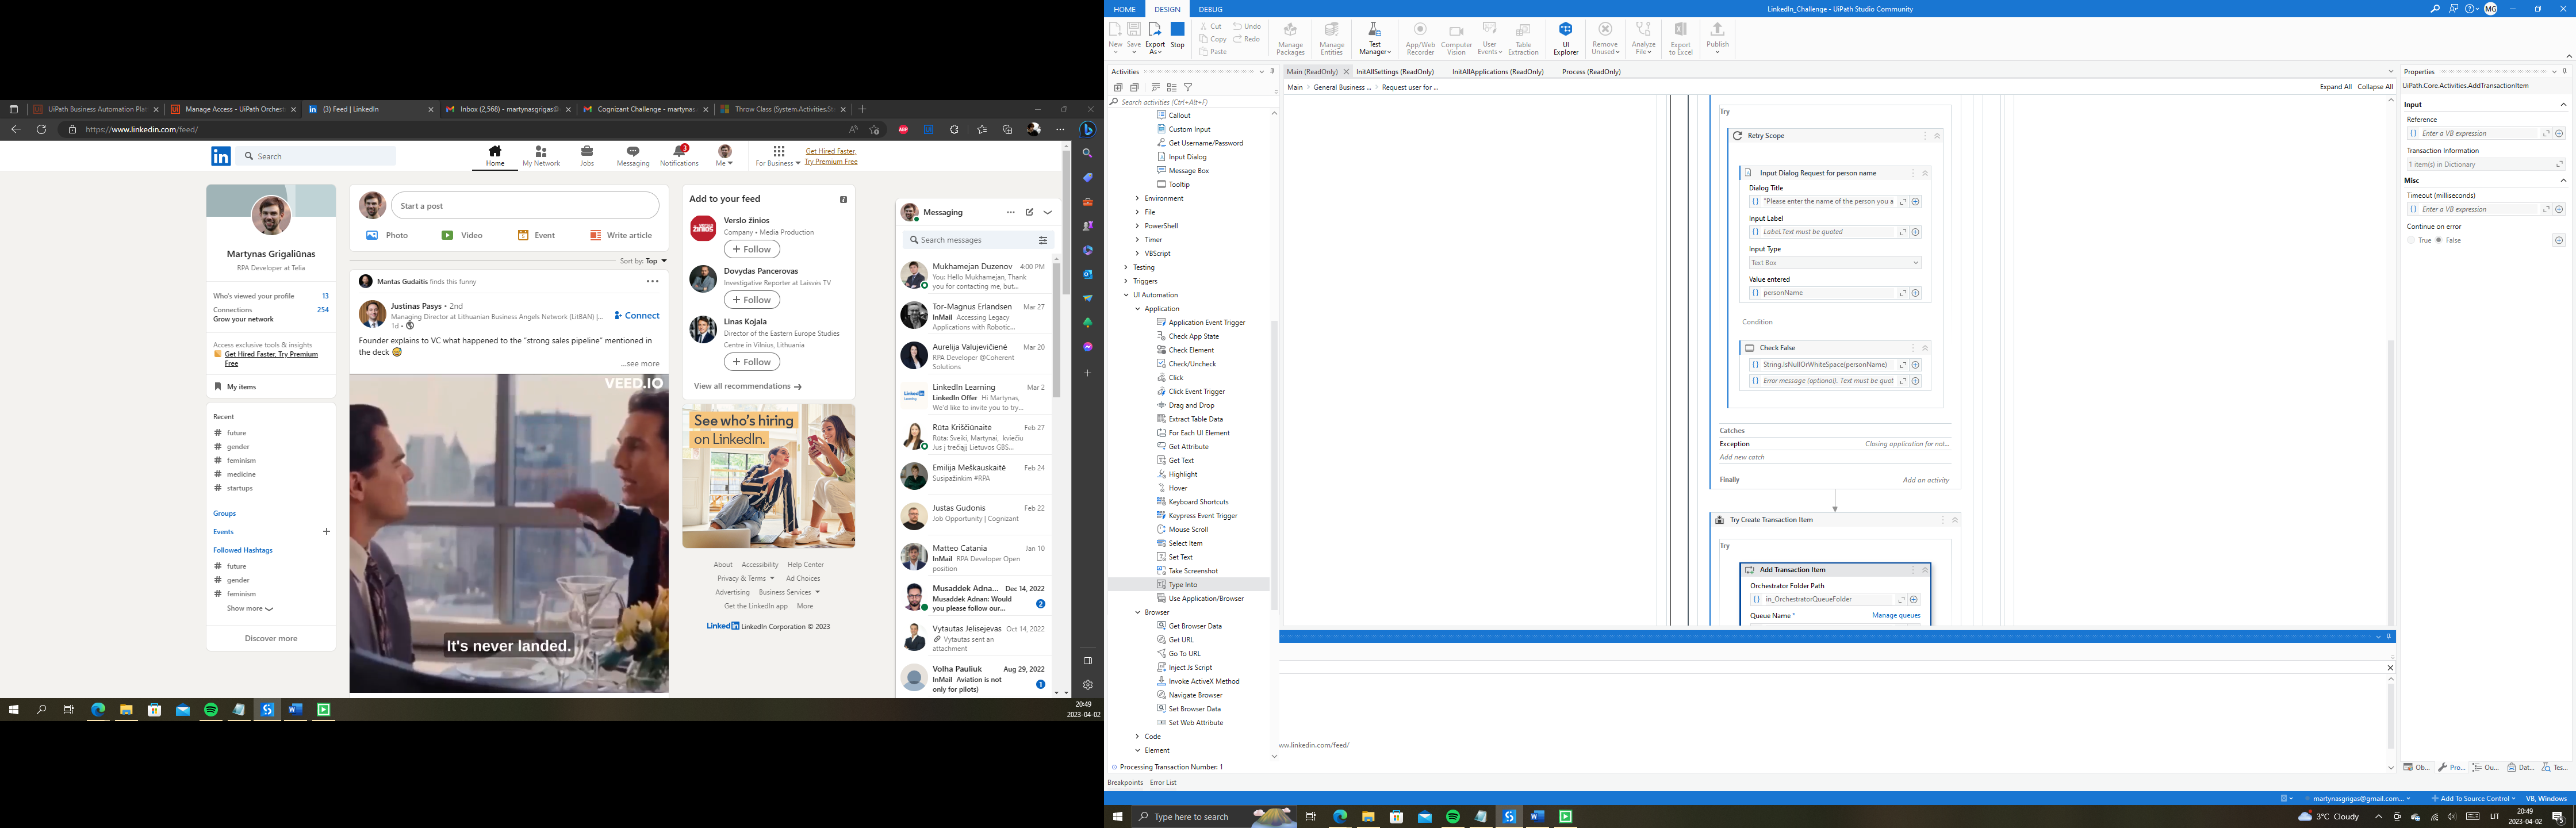 UiPath Business Automation Plat
Manage Access - UiPath Orchest
(3) Feed | LinkedIn
Inbox (2,568) - martynasgrigas@
Cognizant Challenge - martynas
Throw Class (System.Activities.St
https://www.linkedin.com/feed/
Search
Home
My Network
Jobs
Messaging
Notifications
3
Me
For Business
Get Hired Faster,
Try Premium Free
Martynas Grigaliūnas
RPA Developer at Telia
Who's viewed your profile 13
Connections 254
Grow your network
Access exclusive tools & insights
Get Hired Faster, Try Premium
Free
My items
Recent
# future
# gender
# feminism
# medicine
# startups
Groups
Events
Followed Hashtags
# future
# gender
# feminism
Show more
Discover more
Start a post
Photo
Video
Event
Write article
Sort by: Top
Mantas Gudaitis finds this funny
Justinas Pasys • 2nd
Managing Director at Lithuanian Business Angels Network (LitBAN) |...
1d •
Connect
Founder explains to VC what happened to the "strong sales pipeline" mentioned in
the deck
...see more
VEED.IO
It's never landed.
Add to your feed
Verslo žinios
Company • Media Production
+ Follow
Dovydas Pancerovas
Investigative Reporter at Laisvės TV
+ Follow
Linas Kojala
Director of the Eastern Europe Studies
Centre in Vilnius, Lithuania
+ Follow
View all recommendations
See who's hiring
on LinkedIn.
About Accessibility Help Center
Privacy & Terms Ad Choices
Advertising Business Services
Get the LinkedIn app More
LinkedIn LinkedIn Corporation © 2023
Messaging
Search messages
Mukhamejan Duzenov 4:00 PM
You: Hello Mukhamejan, Thank
you for contacting me, but...
Tor-Magnus Erlandsen Mar 27
InMail Accessing Legacy
Applications with Robotic...
Aurelija Valujevičienė Mar 20
RPA Developer @Coherent
Solutions
LinkedIn Learning Mar 2
LinkedIn Offer Hi Martynas,
We'd like to invite you to try...
Rūta Kriščiūnaitė Feb 27
Rūta: Sveiki, Martynai, kviečiu
Jus į trečiąjį Lietuvos GBS...
Emilija Meškauskaitė Feb 24
Susipažinkim #RPA
Justas Gudonis Feb 22
Job Opportunity | Cognizant
Matteo Catania Jan 10
InMail RPA Developer Open
position
Musaddek Adna... Dec 14, 2022
Musaddek Adnan: Would
you please follow our...
2
Vytautas Jelisejevas Oct 14, 2022
Vytautas sent an
attachment
Volha Pauliuk Aug 29, 2022
InMail Aviation is not
only for pilots)
1
20:49
2023-04-02
HOME DESIGN DEBUG
LinkedIn_Challenge - UiPath Studio Community
MG
New
Save
Export
As
Stop
Cut
Copy
Paste
Undo
Redo
Manage
Packages
Manage
Entities
Test
Manager
App/Web
Recorder
Computer
Vision
User
Events
Table
Extraction
UI
Explorer
Remove
Unused
Analyze
File
Export
to Excel
Publish
Activities
Search activities (Ctrl+Alt+F)
Callout
Custom Input
Get Username/Password
Input Dialog
Message Box
Tooltip
Environment
File
PowerShell
Timer
VBScript
Testing
Triggers
UI Automation
Application
Application Event Trigger
Check App State
Check Element
Check/Uncheck
Click
Click Event Trigger
Drag and Drop
Extract Table Data
For Each UI Element
Get Attribute
Get Text
Highlight
Hover
Keyboard Shortcuts
Keypress Event Trigger
Mouse Scroll
Select Item
Set Text
Take Screenshot
Type Into
Use Application/Browser
Browser
Get Browser Data
Get URL
Go To URL
Inject Js Script
Invoke ActiveX Method
Navigate Browser
Set Browser Data
Set Web Attribute
Code
Element
Processing Transaction Number: 1
Breakpoints Error List
Main (ReadOnly)
InitAllSettings (ReadOnly)
InitAllApplications (ReadOnly)
Process (ReadOnly)
Main
General Business ...
Request user for ...
Expand All Collapse All
Try
Retry Scope
Input Dialog Request for person name
Dialog Title
"Please enter the name of the person you a
Input Label
Label.Text must be quoted
Input Type
Text Box
Value entered
personName
Condition
Check False
String.IsNullOrWhiteSpace(personName)
Error message (optional). Text must be quot
Catches
Exception Closing application for not...
Add new catch
Finally Add an activity
Try Create Transaction Item
Try
Add Transaction Item
Orchestrator Folder Path
in_OrchestratorQueueFolder
Queue Name * Manage queues
ww.linkedin.com/feed/
Properties
UiPath.Core.Activities.AddTransactionItem
Input
Reference
Enter a VB expression
Transaction Information
1 item(s) in Dictionary
Misc
Timeout (milliseconds)
Enter a VB expression
Continue on error
True False
Ob...
Pro...
Ou...
Dat...
Tes...
martynasgrigas@gmail.com...
Add To Source Control
VB, Windows
Type here to search
3°C Cloudy
LIT
20:49
2023-04-02